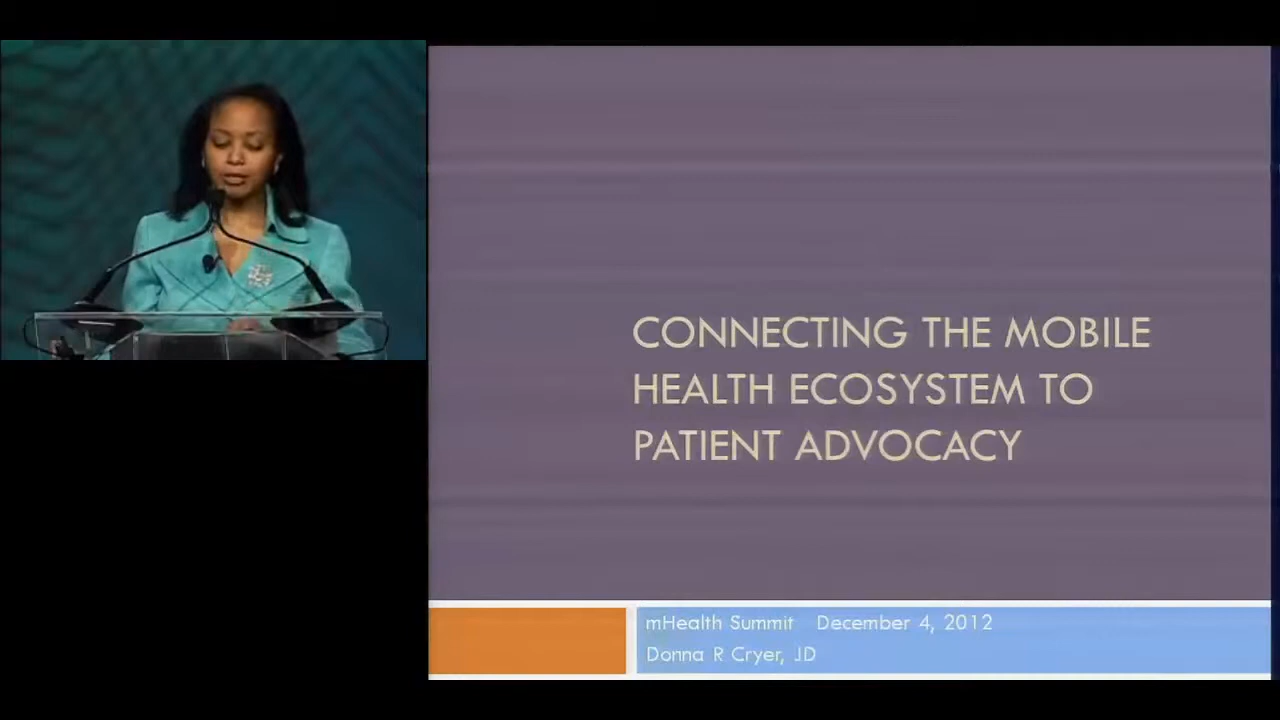 CONNECTING THE MOBILE
HEALTH ECOSYSTEM TO
PATIENT ADVOCACY
mHealth Summit December 4, 2012
Donna R Cryer, JD